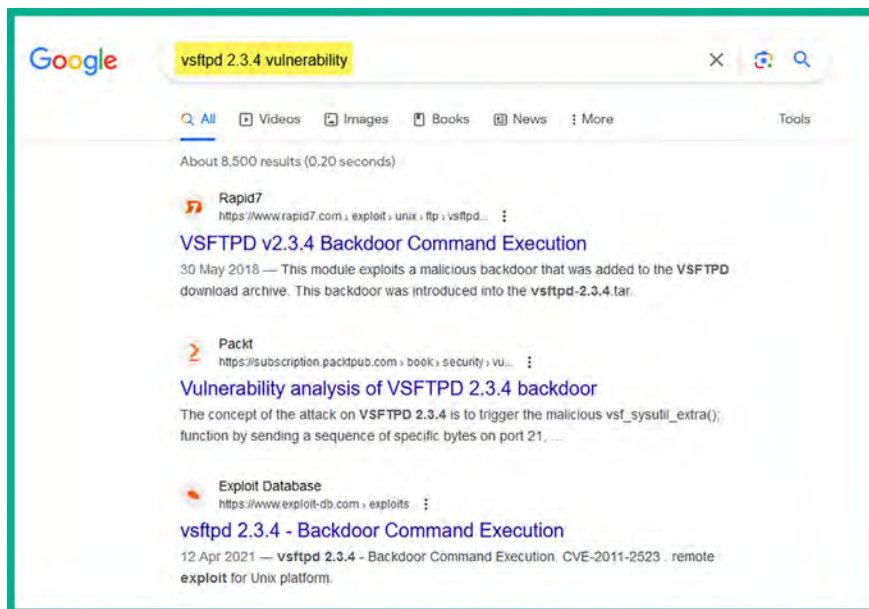 Google
vsftpd 2.3.4 vulnerability
All Videos Images Books News More Tools
About 8,500 results (0.20 seconds)
Rapid7
https://www.rapid7.com › exploit › unix › ftp › vsftpd...
VSFTPD v2.3.4 Backdoor Command Execution
30 May 2018 — This module exploits a malicious backdoor that was added to the VSFTPD
download archive. This backdoor was introduced into the vsftpd-2.3.4.tar.
Packt
https://subscription.packtpub.com › book › security › vu...
Vulnerability analysis of VSFTPD 2.3.4 backdoor
The concept of the attack on VSFTPD 2.3.4 is to trigger the malicious vsf_sysutil_extra();
function by sending a sequence of specific bytes on port 21, ...
Exploit Database
https://www.exploit-db.com › exploits
vsftpd 2.3.4 - Backdoor Command Execution
12 Apr 2021 — vsftpd 2.3.4 - Backdoor Command Execution. CVE-2011-2523 . remote
exploit for Unix platform.